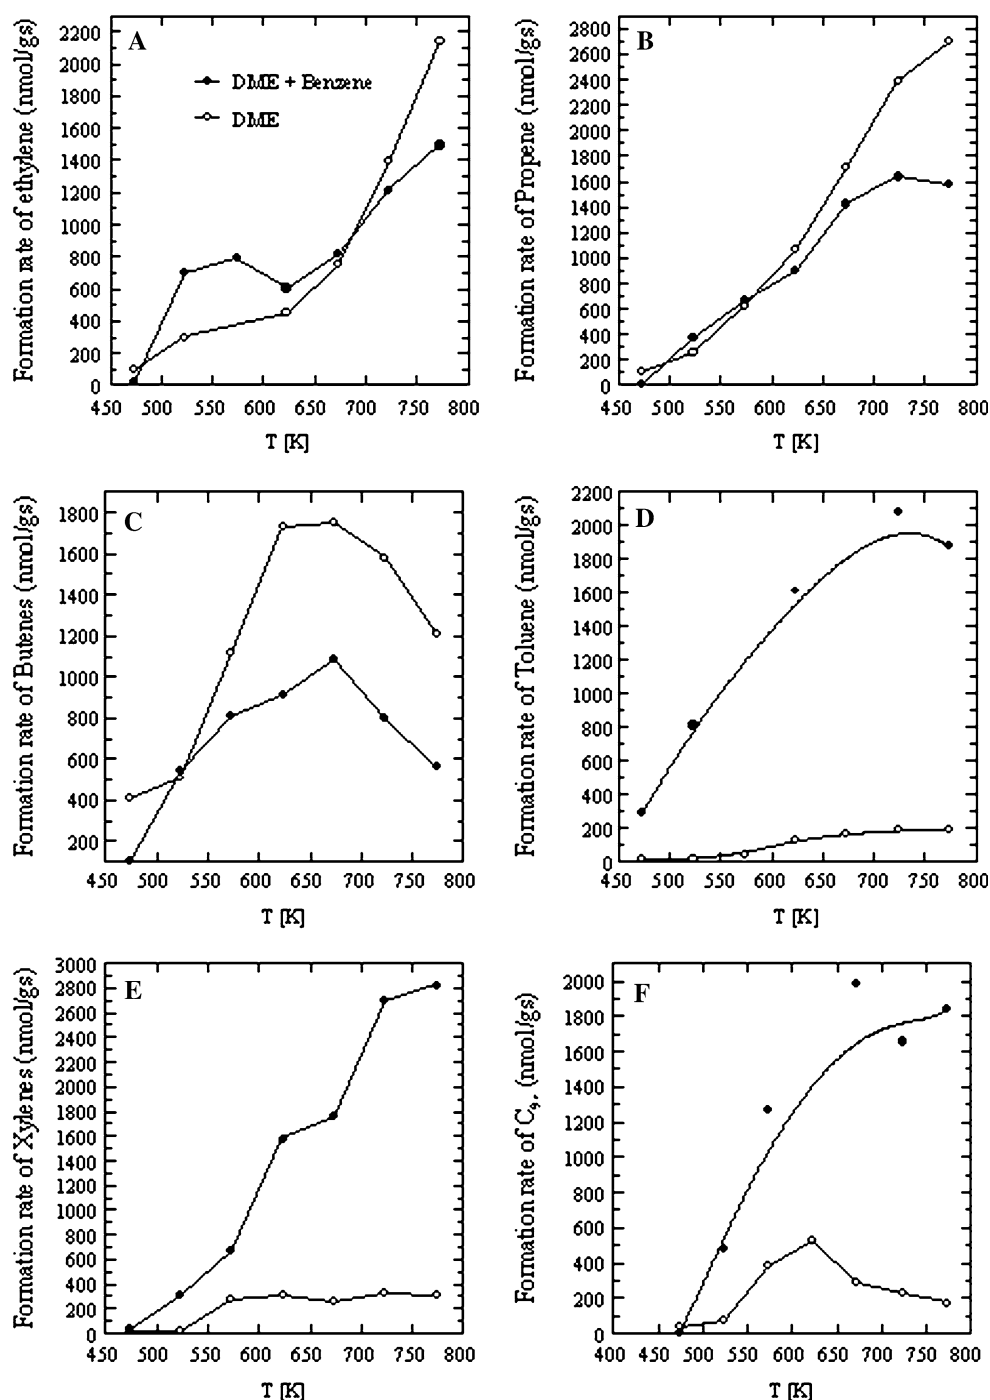 A
Formation rate of ethylene (nmol/gs)
2200
2000
1800
1600
1400
1200
1000
800
600
400
200
0
DME + Benzene
DME
450 500 550 600 650 700 750 800
T [K]
B
Formation rate of Propene (nmol/gs)
2800
2600
2400
2200
2000
1800
1600
1400
1200
1000
800
600
400
200
0
450 500 550 600 650 700 750 800
T [K]
C
Formation rate of Butenes (nmol/gs)
1800
1600
1400
1200
1000
800
600
400
200
450 500 550 600 650 700 750 800
T [K]
D
Formation rate of Toluene (nmol/gs)
2200
2000
1800
1600
1400
1200
1000
800
600
400
200
0
450 500 550 600 650 700 750 800
T [K]
E
Formation rate of Xylenes (nmol/gs)
3000
2800
2600
2400
2200
2000
1800
1600
1400
1200
1000
800
600
400
200
0
450 500 550 600 650 700 750 800
T [K]
F
Formation rate of C₉₊ (nmol/gs)
2000
1800
1600
1400
1200
1000
800
600
400
200
0
400 450 500 550 600 650 700 750 800
T [K]